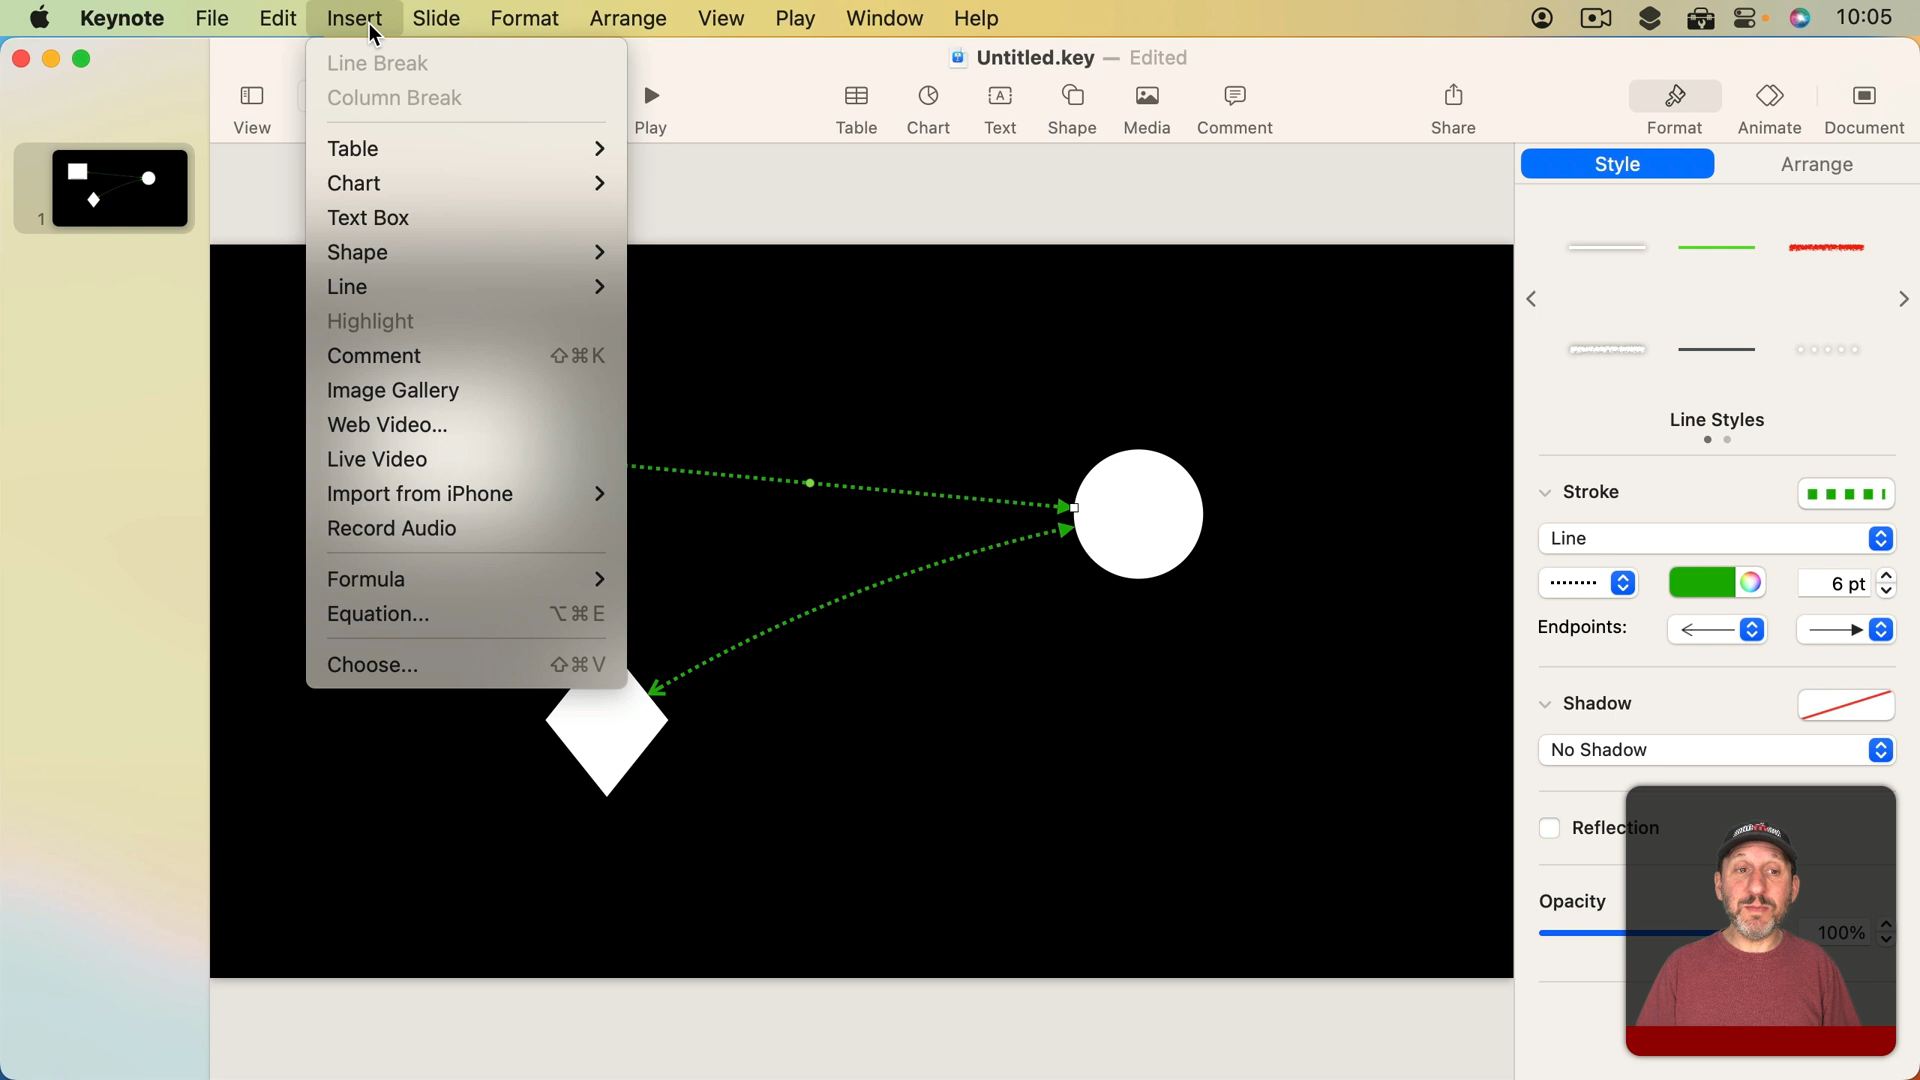 Keynote File Edit Insert Slide Format Arrange View Play Window Help 10:05
Untitled.key — Edited
View Play Table Chart Text Shape Media Comment Share Format Animate Document
Line Break
Column Break
Table
Chart
Text Box
Shape
Line
Highlight
Comment ⇧⌘K
Image Gallery
Web Video...
Live Video
Import from iPhone
Record Audio
Formula
Equation... ⌥⌘E
Choose... ⇧⌘V
1
Style Arrange
Line Styles
Stroke
Line
6 pt
Endpoints:
Shadow
No Shadow
Reflection
Opacity
100%